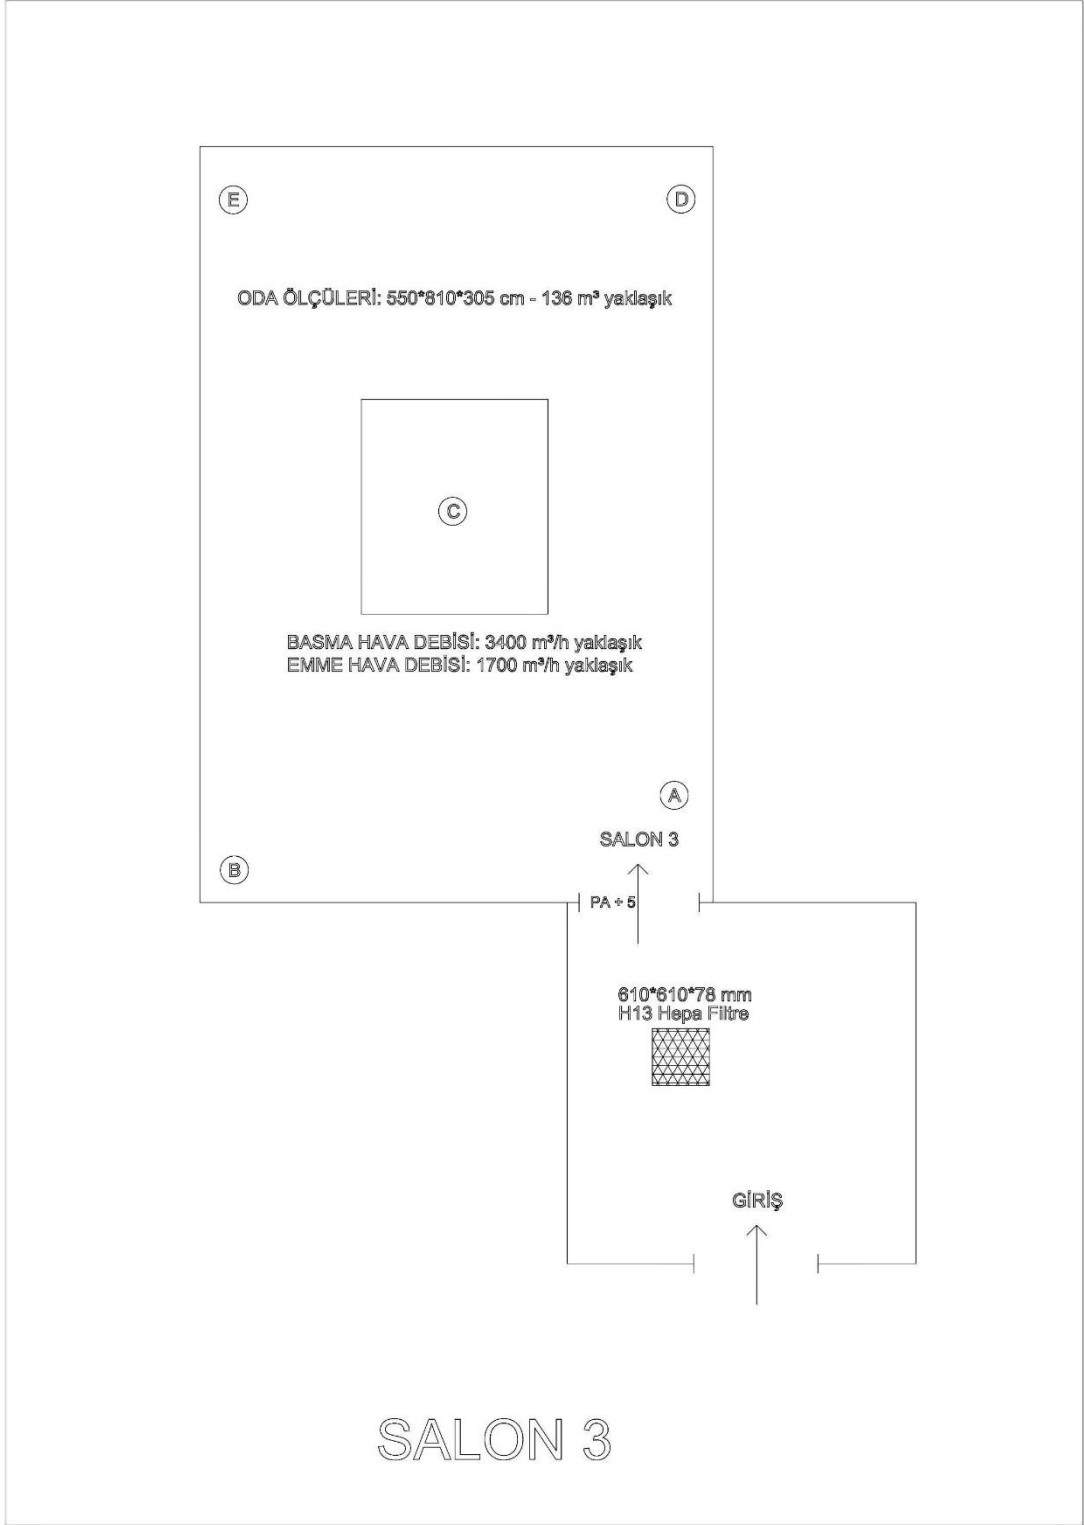 E
D
ODA ÖLÇÜLERİ: 550*810*305 cm - 136 m³ yaklaşık
C
BASMA HAVA DEBİSİ: 3400 m³/h yaklaşık
EMME HAVA DEBİSİ: 1700 m³/h yaklaşık
A
SALON 3
B
PA + 5
610*610*78 mm
H13 Hepa Filtre
GİRİŞ
SALON 3